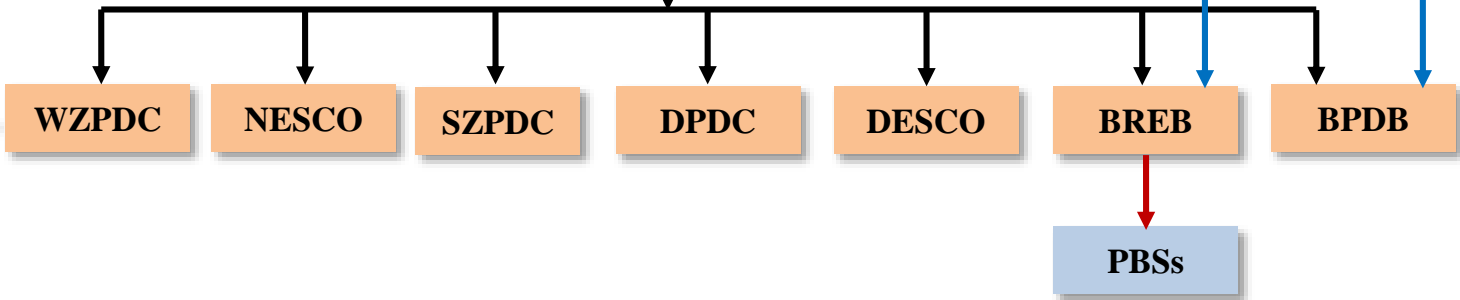 WZPDC
NESCO
SZPDC
DPDC
DESCO
BREB
BPDB
PBSs